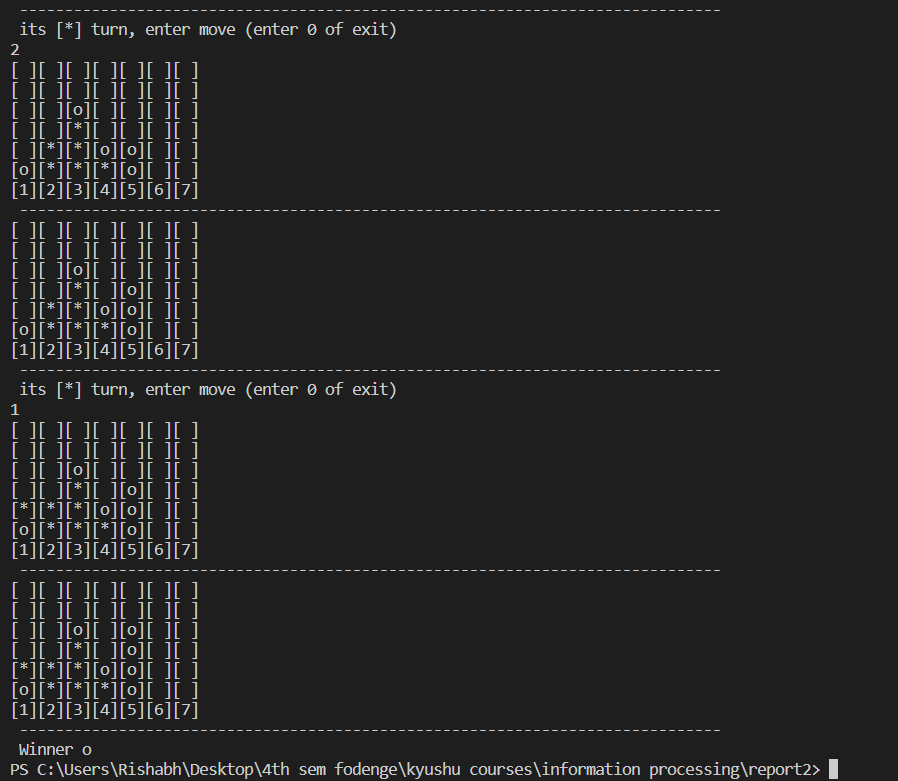 ------------------------------------------------------------------------------
its [*] turn, enter move (enter 0 of exit)
2
[ ][ ][ ][ ][ ][ ][ ]
[ ][ ][ ][ ][ ][ ][ ]
[ ][ ][o][ ][ ][ ][ ]
[ ][ ][*][ ][ ][ ][ ]
[ ][*][*][o][o][ ][ ]
[o][*][*][*][o][ ][ ]
[1][2][3][4][5][6][7]
------------------------------------------------------------------------------
[ ][ ][ ][ ][ ][ ][ ]
[ ][ ][ ][ ][ ][ ][ ]
[ ][ ][o][ ][ ][ ][ ]
[ ][ ][*][ ][o][ ][ ]
[ ][*][*][o][o][ ][ ]
[o][*][*][*][o][ ][ ]
[1][2][3][4][5][6][7]
------------------------------------------------------------------------------
its [*] turn, enter move (enter 0 of exit)
1
[ ][ ][ ][ ][ ][ ][ ]
[ ][ ][ ][ ][ ][ ][ ]
[ ][ ][o][ ][ ][ ][ ]
[ ][ ][*][ ][o][ ][ ]
[*][*][*][o][o][ ][ ]
[o][*][*][*][o][ ][ ]
[1][2][3][4][5][6][7]
------------------------------------------------------------------------------
[ ][ ][ ][ ][ ][ ][ ]
[ ][ ][ ][ ][ ][ ][ ]
[ ][ ][o][ ][o][ ][ ]
[ ][ ][*][ ][o][ ][ ]
[*][*][*][o][o][ ][ ]
[o][*][*][*][o][ ][ ]
[1][2][3][4][5][6][7]
------------------------------------------------------------------------------
Winner o
PS C:\Users\Rishabh\Desktop\4th sem fodenge\kyushu courses\information processing\report2>